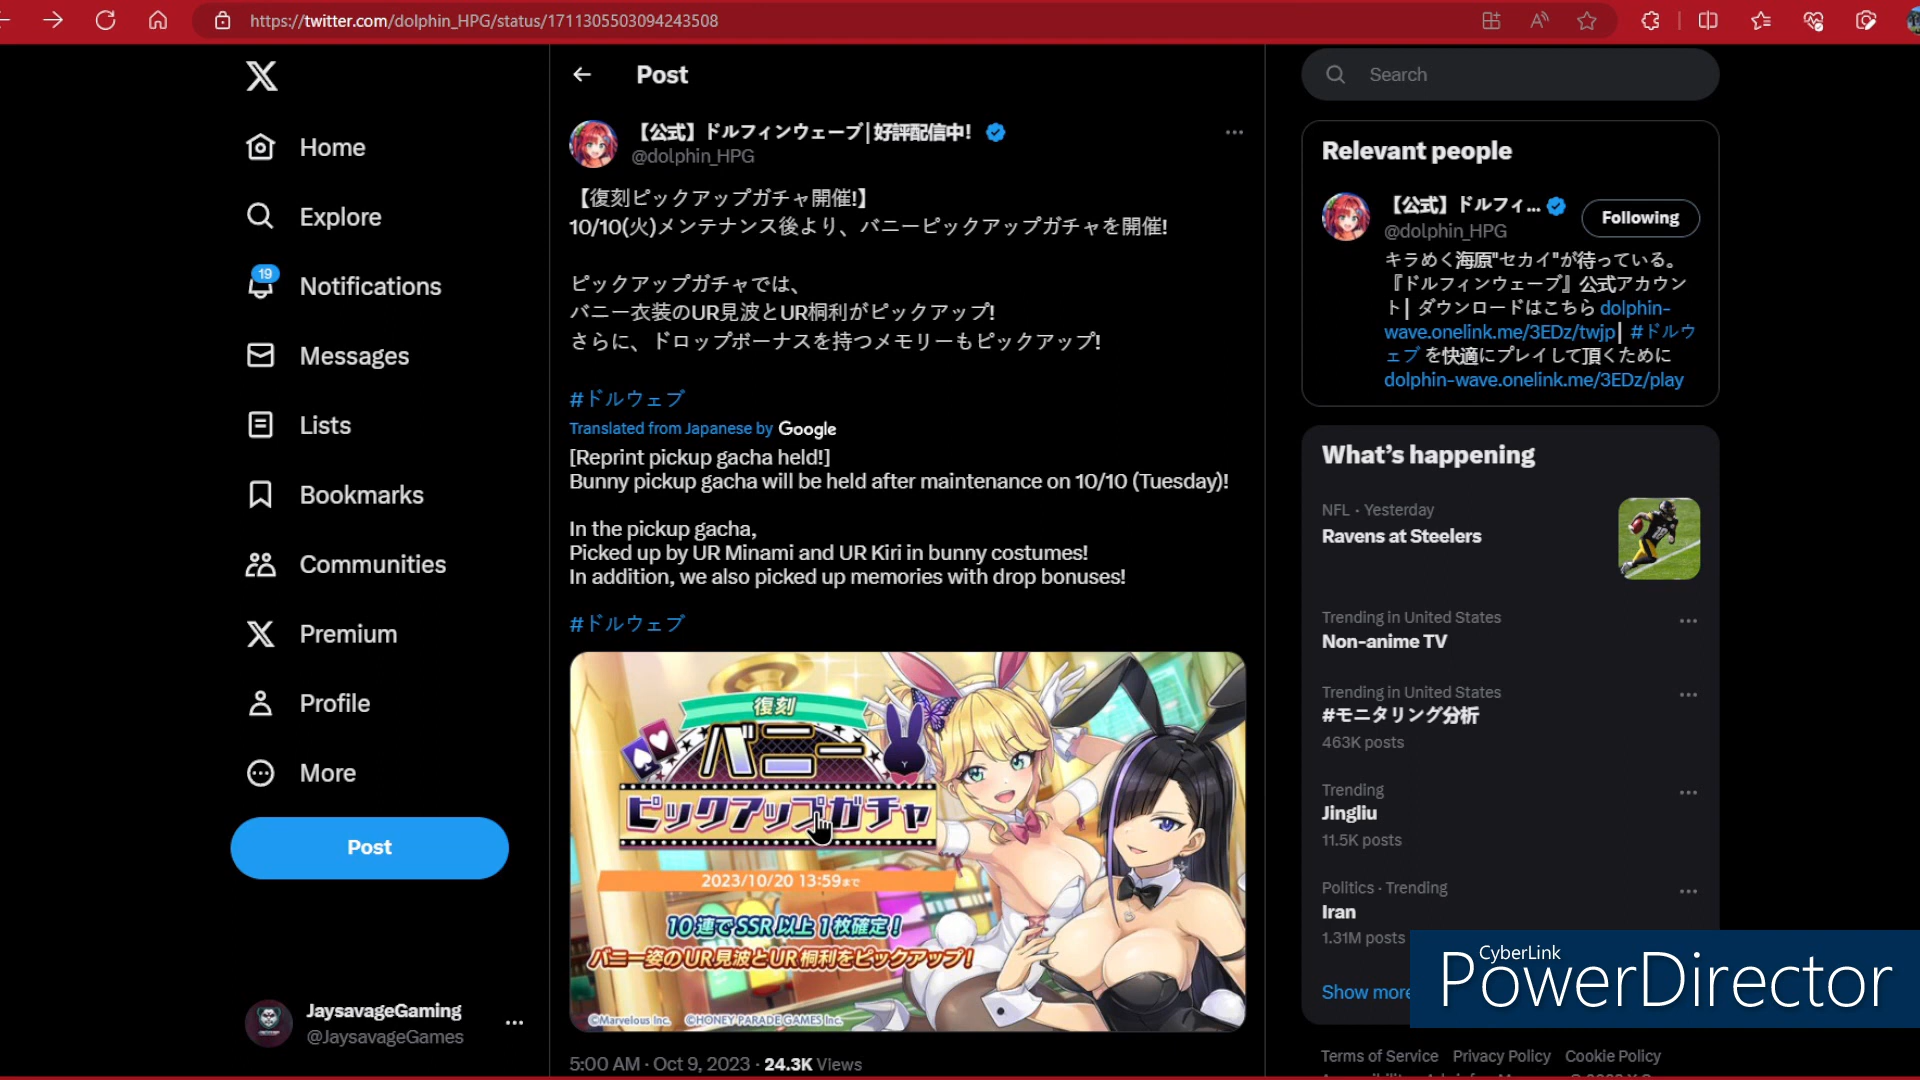 https://twitter.com/dolphin_HPG/status/1711305503094243508
Home
Explore
19
Notifications
Messages
Lists
Bookmarks
Communities
Premium
Profile
More
Post
JaysavageGaming
@JaysavageGames
Post
【公式】ドルフィンウェーブ|好評配信中!
@dolphin_HPG
【復刻ピックアップガチャ開催!】
10/10(火)メンテナンス後より、バニーピックアップガチャを開催!
ピックアップガチャでは、
バニー衣装のUR見波とUR桐利がピックアップ!
さらに、ドロップボーナスを持つメモリーもピックアップ!
#ドルウェブ
Translated from Japanese by Google
[Reprint pickup gacha held!]
Bunny pickup gacha will be held after maintenance on 10/10 (Tuesday)!
In the pickup gacha,
Picked up by UR Minami and UR Kiri in bunny costumes!
In addition, we also picked up memories with drop bonuses!
#ドルウェブ
復刻
バニー
ピックアップガチャ
2023/10/20 13:59まで
10連でSSR以上1枚確定!
バニー姿のUR見波とUR桐利をピックアップ!
©Marvelous Inc. ©HONEY PARADE GAMES Inc.
5:00 AM · Oct 9, 2023 · 24.3K Views
Search
Relevant people
【公式】ドルフィ...
@dolphin_HPG
Following
キラめく海原"セカイ"が待っている。
『ドルフィンウェーブ』公式アカウン
ト| ダウンロードはこちら dolphin-
wave.onelink.me/3EDz/twjp| #ドルウ
ェブ を快適にプレイして頂くために
dolphin-wave.onelink.me/3EDz/play
What's happening
NFL · Yesterday
Ravens at Steelers
Trending in United States
Non-anime TV
Trending in United States
#モニタリング分析
463K posts
Trending
Jingliu
11.5K posts
Politics · Trending
Iran
1.31M posts
Show more
CyberLink
PowerDirector
Terms of Service Privacy Policy Cookie Policy